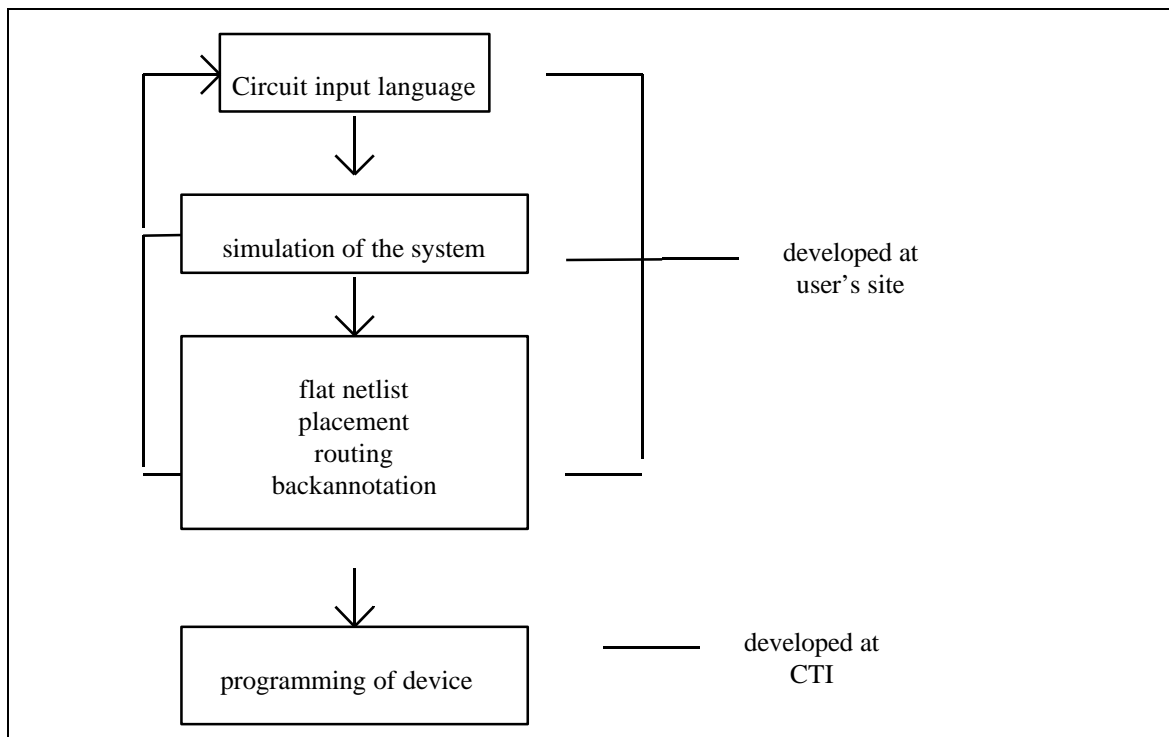 Circuit input language
simulation of the system
developed at
user’s site
flat netlist
placement
routing
backannotation
programming of device
developed at
CTI